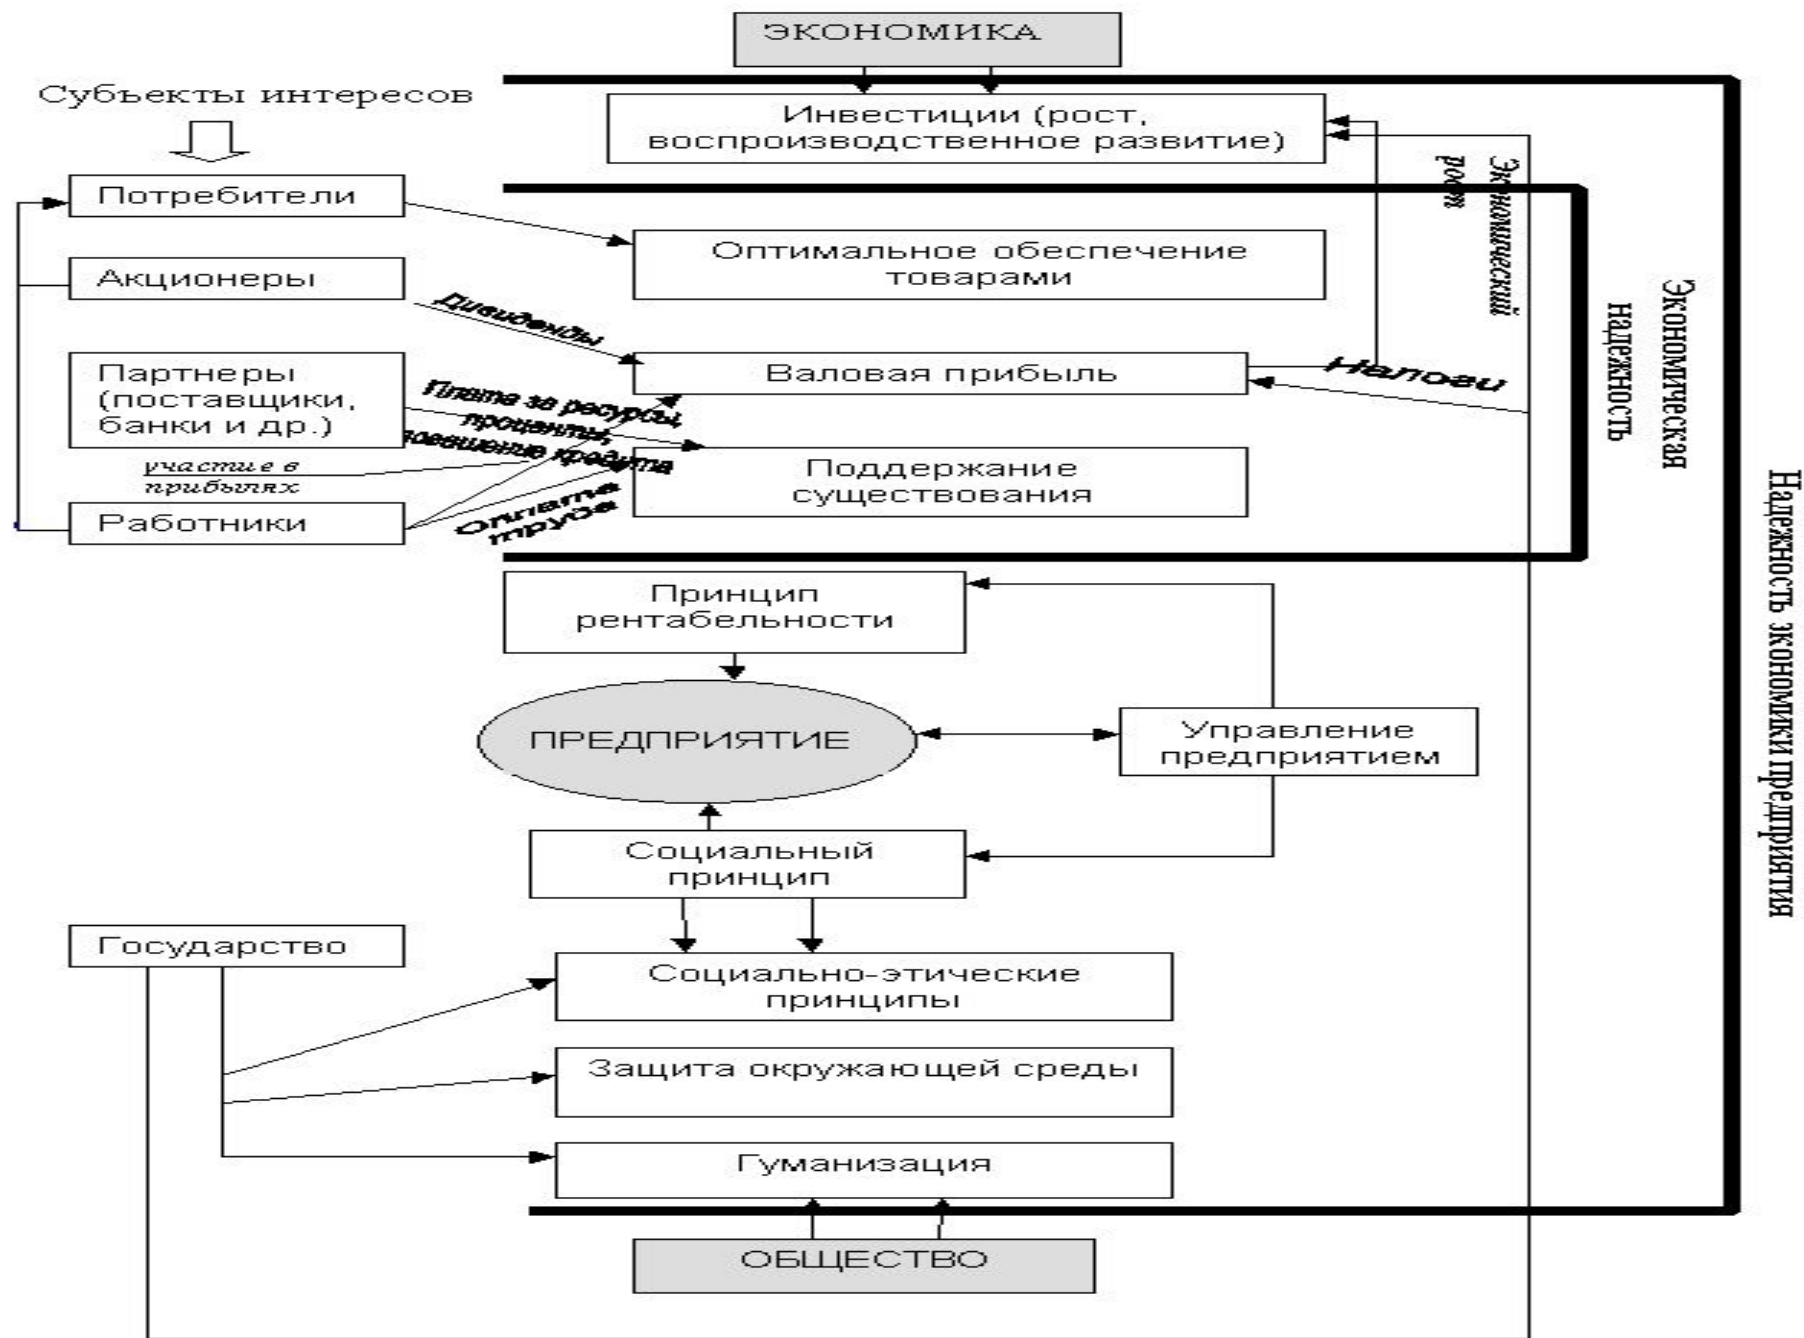 ЭКОНОМИКА
Субъекты интересов
Инвестиции (рост,
воспроизводственное развитие)
Экономический
рост
Потребители
Оптимальное обеспечение
товарами
Акционеры
Дивиденды
Валовая прибыль
Налоги
Партнеры
(поставщики,
банки и др.)
Плата за ресурсы,
проценты,
кредита
участие в
прибылях
Поддержание
существования
Работники
Оплата
труда
Экономическая
надежность
Надежность экономики предприятия
Принцип
рентабельности
ПРЕДПРИЯТИЕ
Управление
предприятием
Социальный
принцип
Государство
Социально-этические
принципы
Защита окружающей среды
Гуманизация
ОБЩЕСТВО